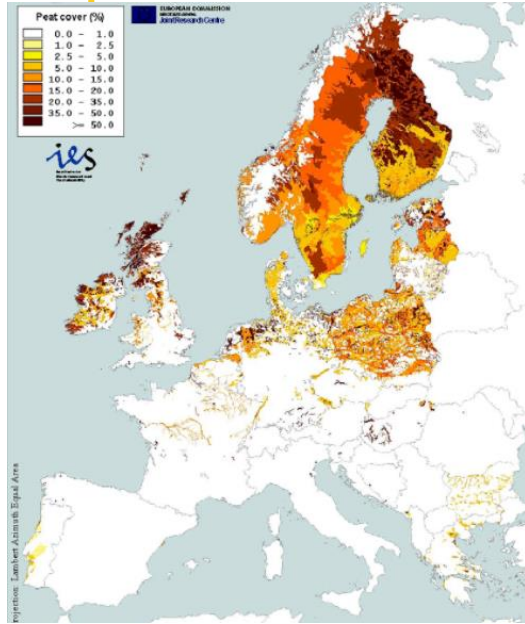 Peat cover (%)
0.0 - 1.0
1.0 - 2.5
2.5 - 5.0
5.0 - 10.0
10.0 - 15.0
15.0 - 20.0
20.0 - 35.0
35.0 - 50.0
>= 50.0
EUROPEAN COMMISSION
Joint Research Centre
ies
rojection: Lambert Azimuth Equal Area